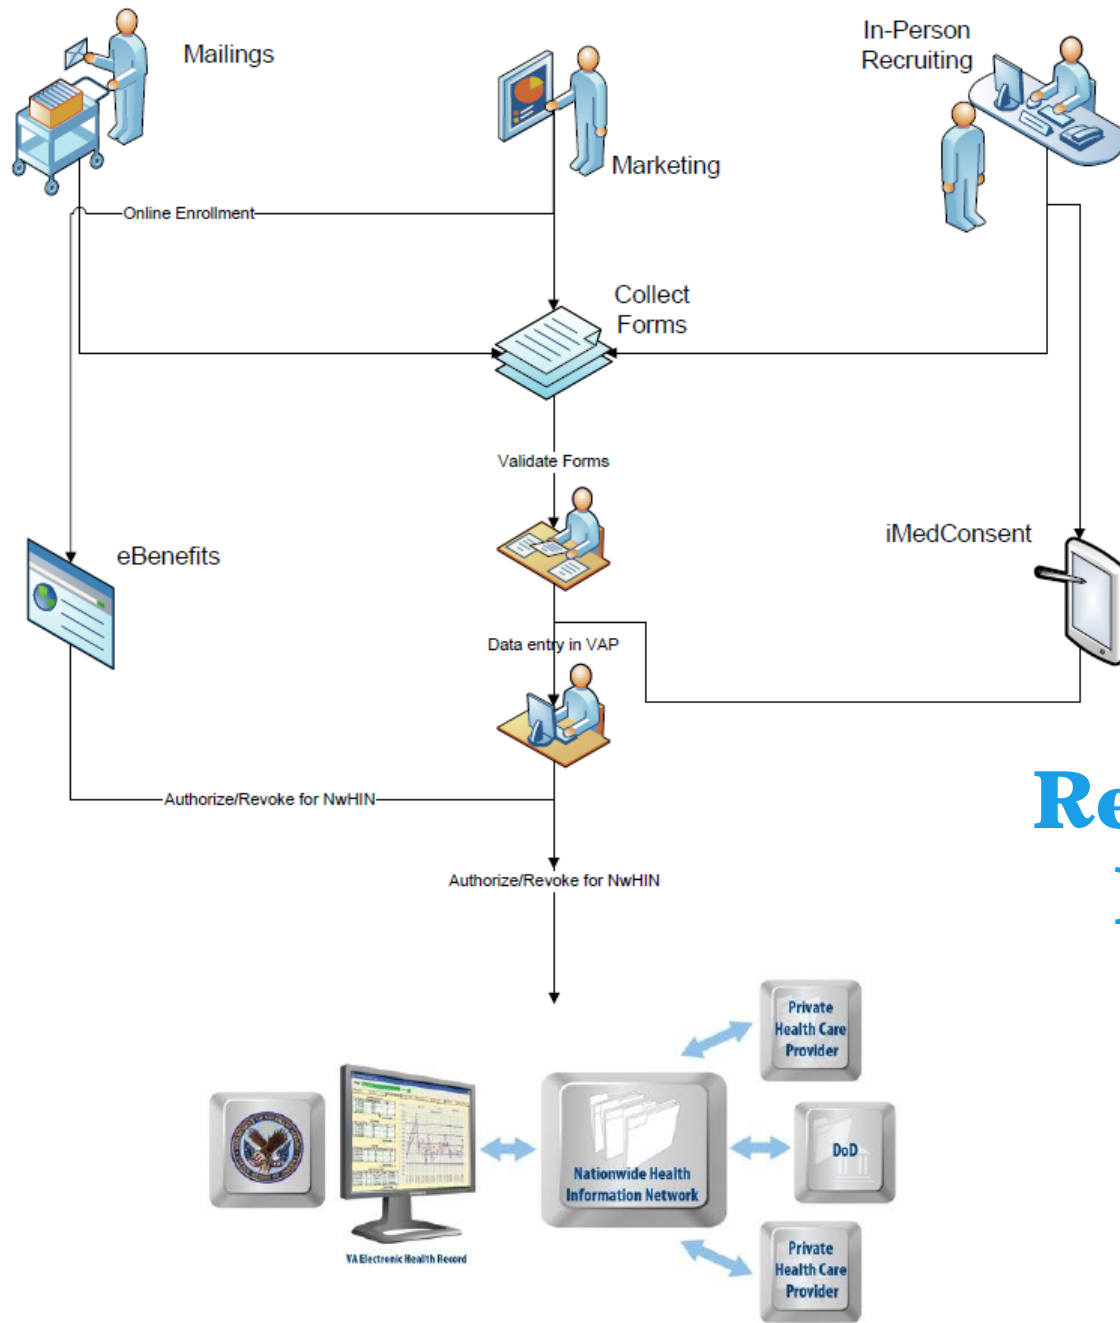 Mailings
In-Person
Recruiting
Marketing
Online Enrollment
Collect
Forms
Validate Forms
eBenefits
iMedConsent
Data entry in VAP
Authorize/Revoke for NwHIN
Re
Authorize/Revoke for NwHIN
Private
Health Care
Provider
Nationwide Health
Information Network
DoD
VA Electronic Health Record
Private
Health Care
Provider